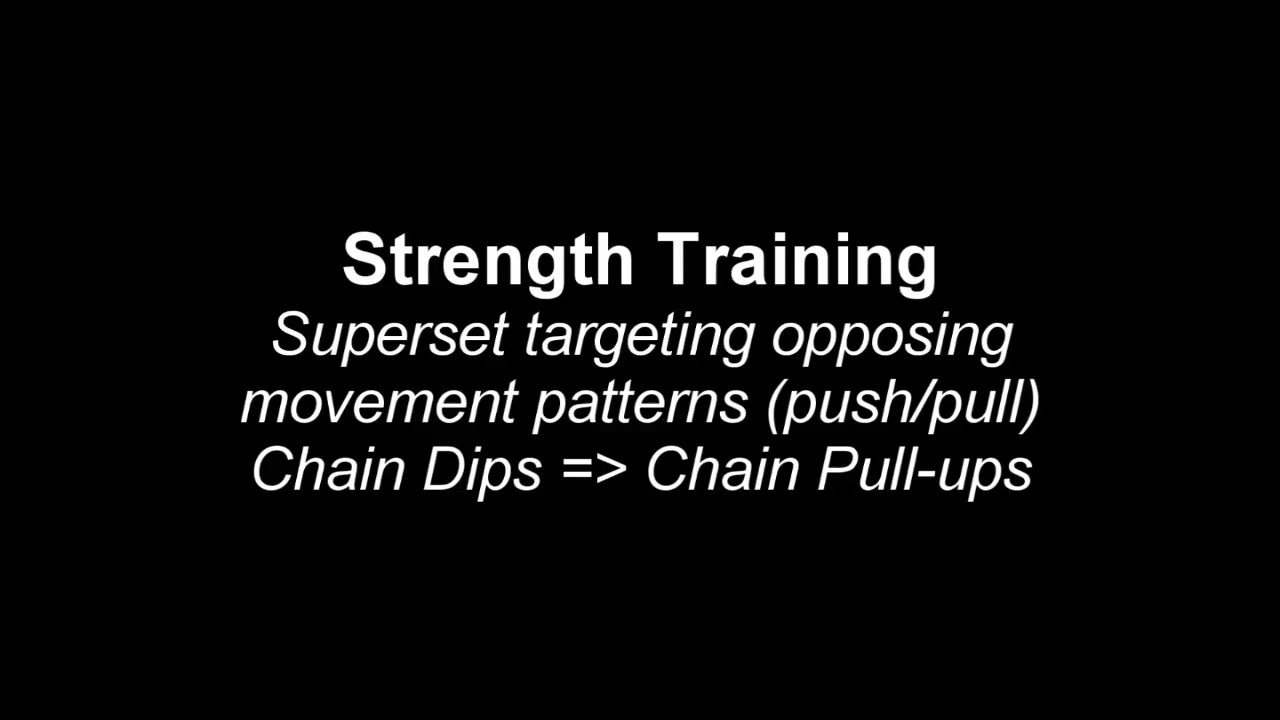 Strength Training
Superset targeting opposing
movement patterns (push/pull)
Chain Dips => Chain Pull-ups